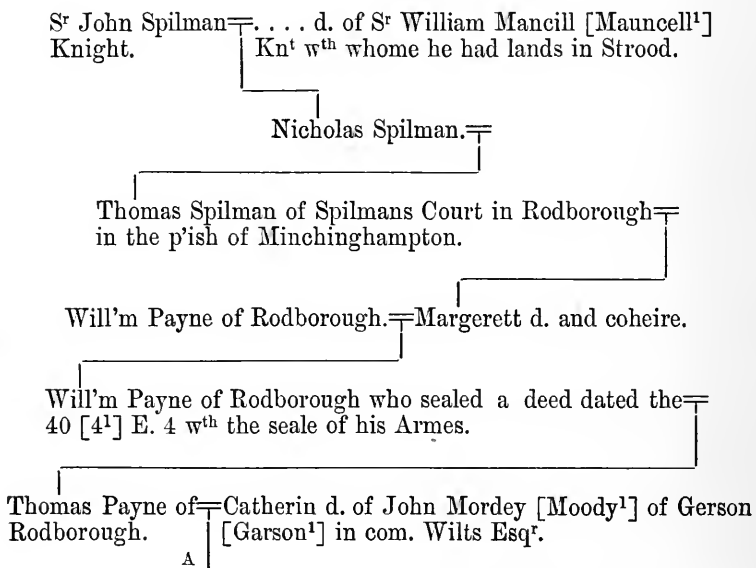 Sʳ John Spilman=.... d. of Sʳ William Mancill [Mauncell¹]
Knight. Knᵗ wᵗʰ whome he had lands in Strood.
Nicholas Spilman.=
Thomas Spilman of Spilmans Court in Rodborough=
in the p'ish of Minchinghampton.
Will'm Payne of Rodborough.=Margerett d. and coheire.
Will'm Payne of Rodborough who sealed a deed dated the=
40 [4¹] E. 4 wᵗʰ the seale of his Armes.
Thomas Payne of=Catherin d. of John Mordey [Moody¹] of Gerson
Rodborough. [Garson¹] in com. Wilts Esqʳ.
A